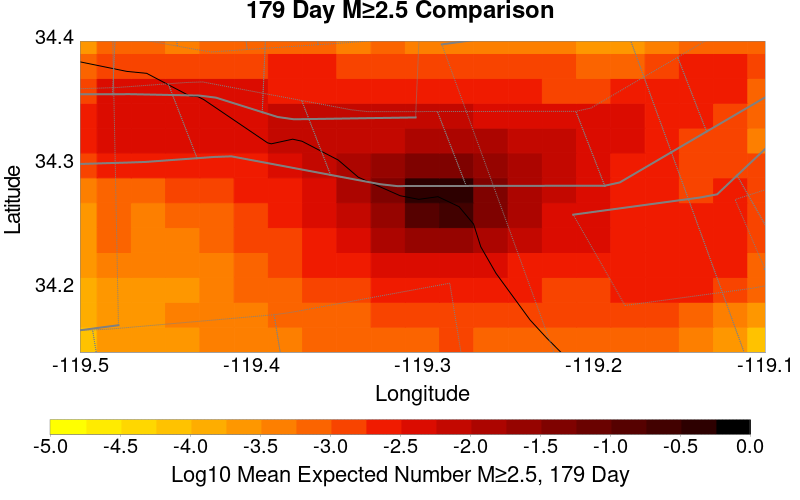 179 Day M≥2.5 Comparison
34.4
34.3
34.2
Latitude
-119.5 -119.4 -119.3 -119.2 -119.1
Longitude
-5.0 -4.5 -4.0 -3.5 -3.0 -2.5 -2.0 -1.5 -1.0 -0.5 0.0
Log10 Mean Expected Number M≥2.5, 179 Day